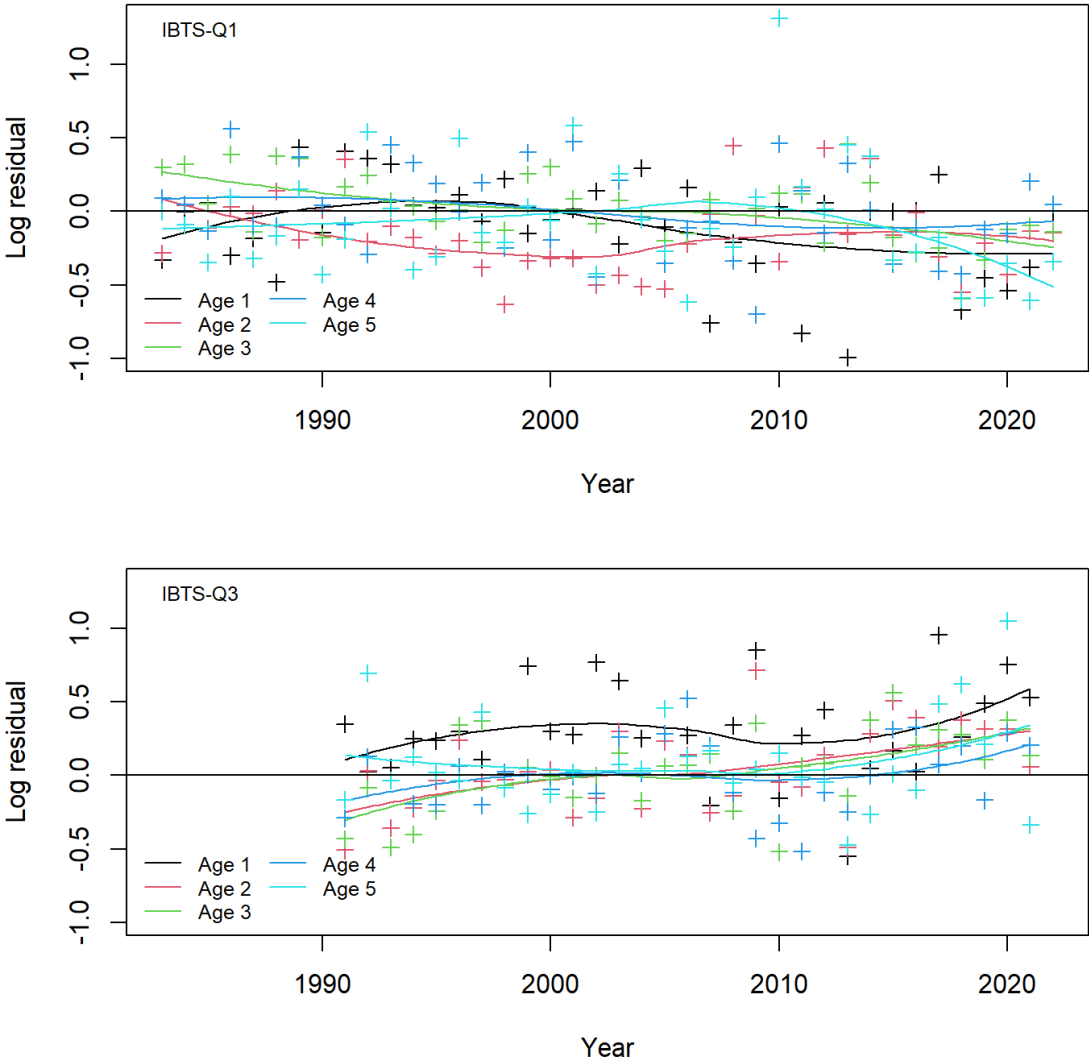 IBTS-Q1
Log residual
1.0
0.5
0.0
-0.5
-1.0
Age 1 Age 4
Age 2 Age 5
Age 3
1990 2000 2010 2020
Year
IBTS-Q3
Log residual
1.0
0.5
0.0
-0.5
-1.0
Age 1 Age 4
Age 2 Age 5
Age 3
1990 2000 2010 2020
Year